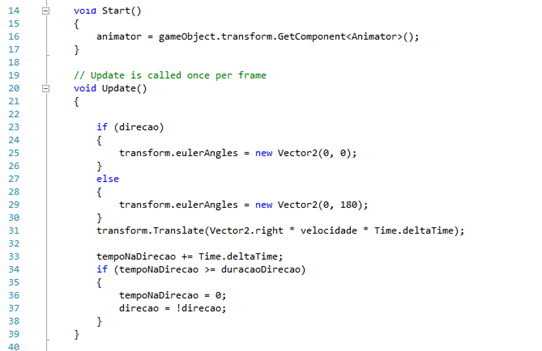 14 void Start()
15 {
16 animator = gameObject.transform.GetComponent<Animator>();
17 }
18
19 // Update is called once per frame
20 void Update()
21 {
22
23 if (direcao)
24 {
25 transform.eulerAngles = new Vector2(0, 0);
26 }
27 else
28 {
29 transform.eulerAngles = new Vector2(0, 180);
30 }
31 transform.Translate(Vector2.right * velocidade * Time.deltaTime);
32
33 tempoNaDirecao += Time.deltaTime;
34 if (tempoNaDirecao >= duracaoDirecao)
35 {
36 tempoNaDirecao = 0;
37 direcao = !direcao;
38 }
39 }
40